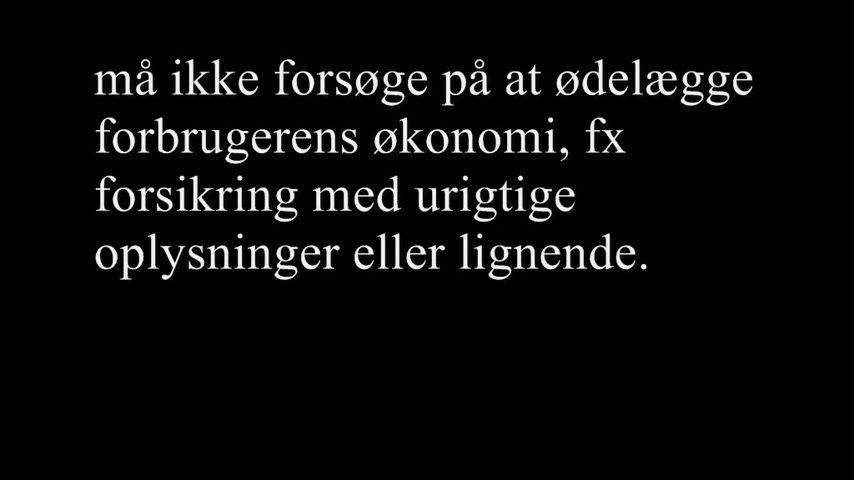 må ikke forsøge på at ødelægge
forbrugerens økonomi, fx
forsikring med urigtige
oplysninger eller lignende.